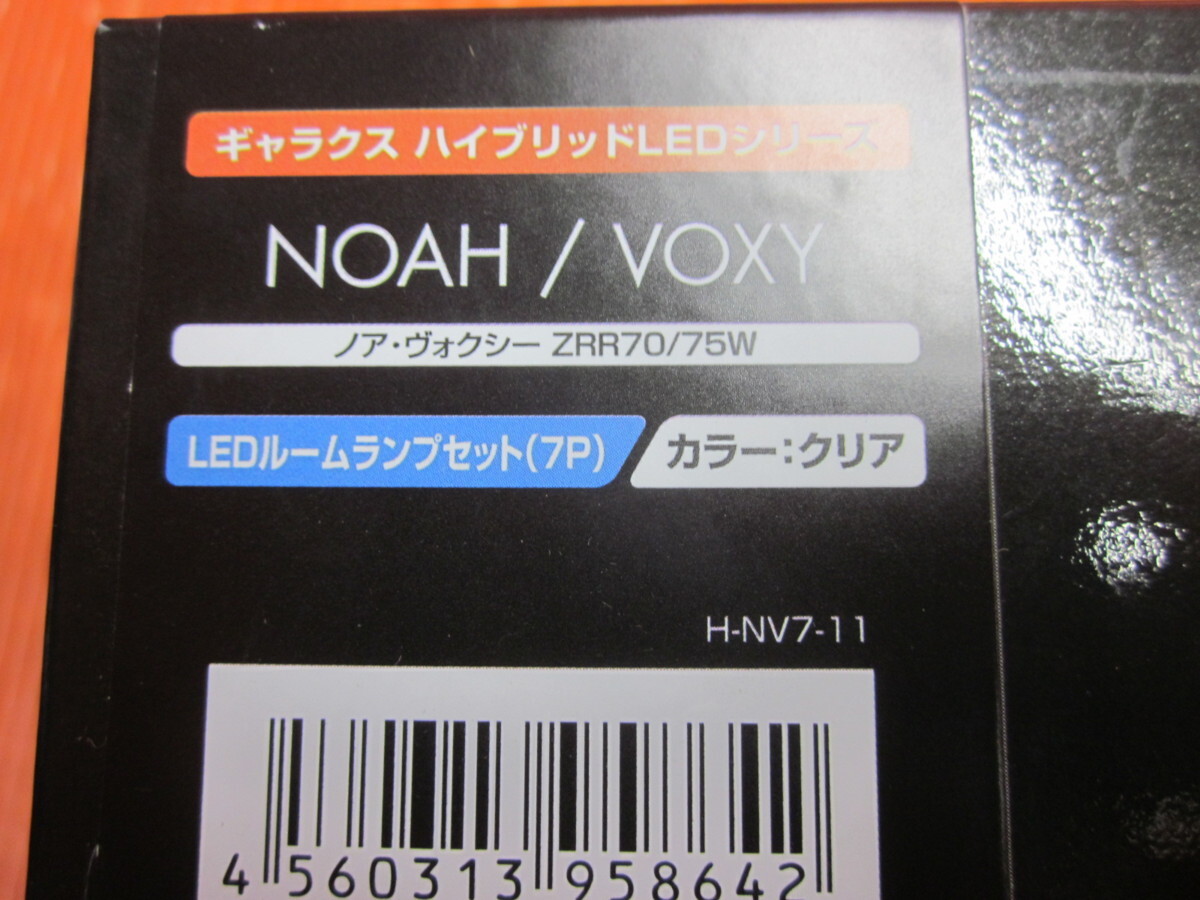 ギャラクス ハイブリッドLEDシリーズ
NOAH / VOXY
ノア・ヴォクシー ZRR70/75W
LEDルームランプセット(7P) カラー:クリア
H-NV7-11
4 560313 958642